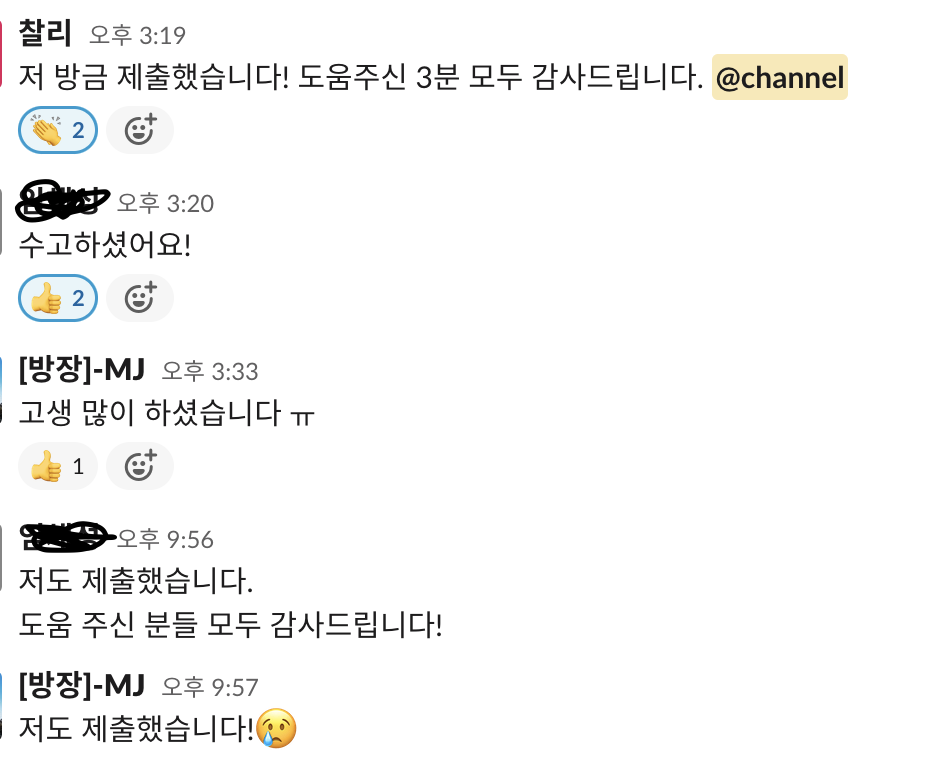 찰리 오후 3:19
저 방금 제출했습니다! 도움주신 3분 모두 감사드립니다. @channel
2
오후 3:20
수고하셨어요!
2
[방장]-MJ 오후 3:33
고생 많이 하셨습니다 ㅠ
1
오후 9:56
저도 제출했습니다.
도움 주신 분들 모두 감사드립니다!
[방장]-MJ 오후 9:57
저도 제출했습니다!😢